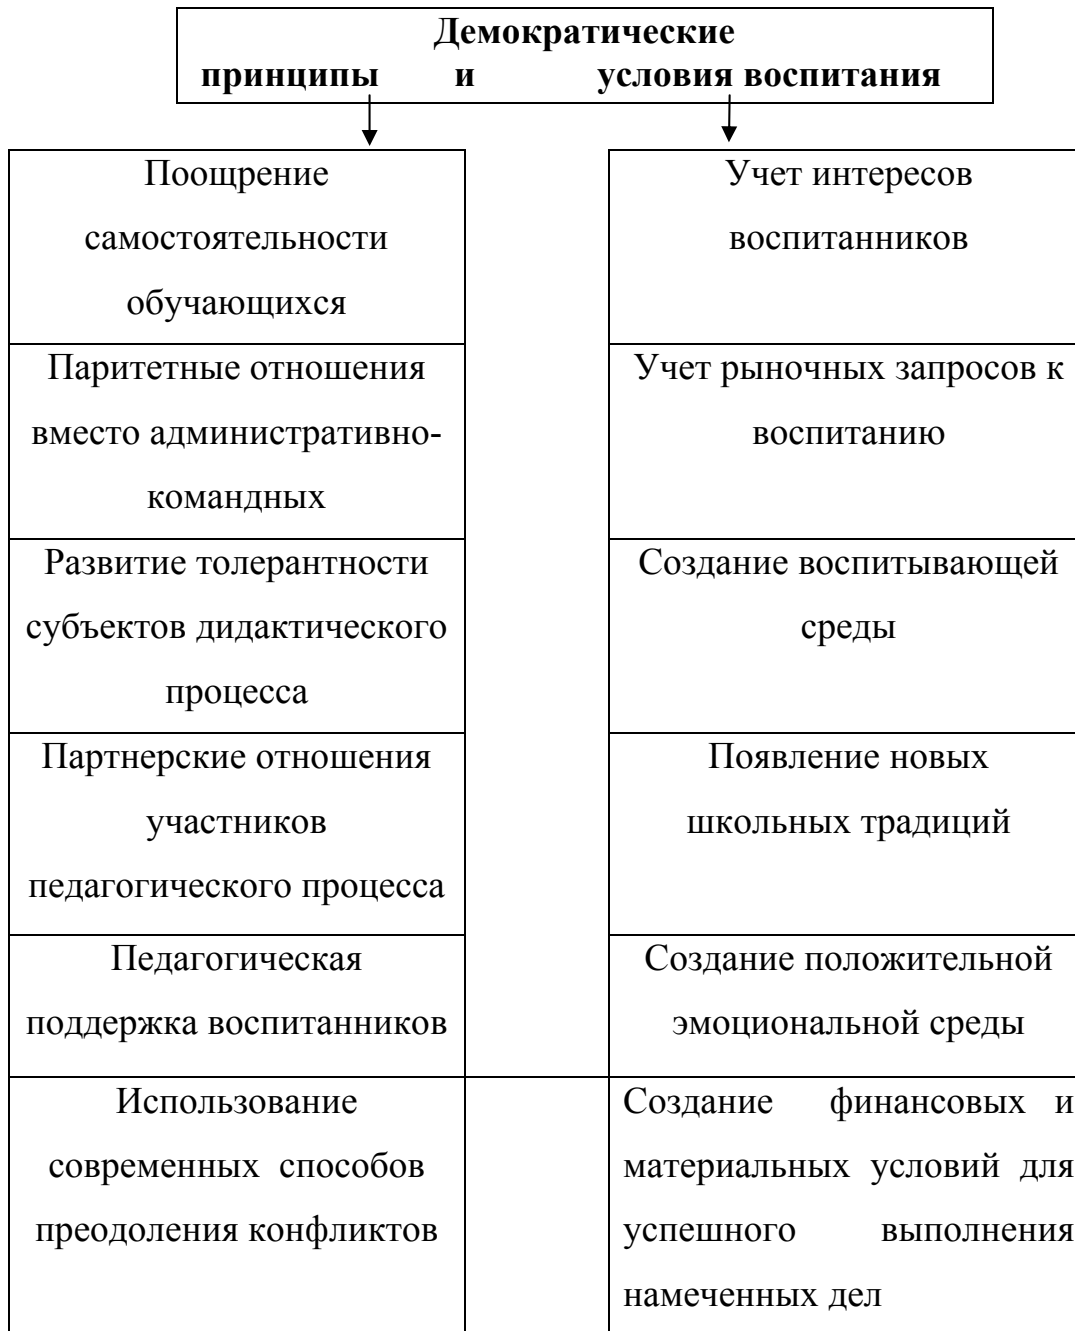 Демократические
принципы и условия воспитания
Поощрение
самостоятельности
обучающихся
Учет интересов
воспитанников
Паритетные отношения
вместо административно-
командных
Учет рыночных запросов к
воспитанию
Развитие толерантности
субъектов дидактического
процесса
Создание воспитывающей
среды
Партнерские отношения
участников
педагогического процесса
Появление новых
школьных традиций
Педагогическая
поддержка воспитанников
Создание положительной
эмоциональной среды
Использование
современных способов
преодоления конфликтов
Создание финансовых и
материальных условий для
успешного выполнения
намеченных дел